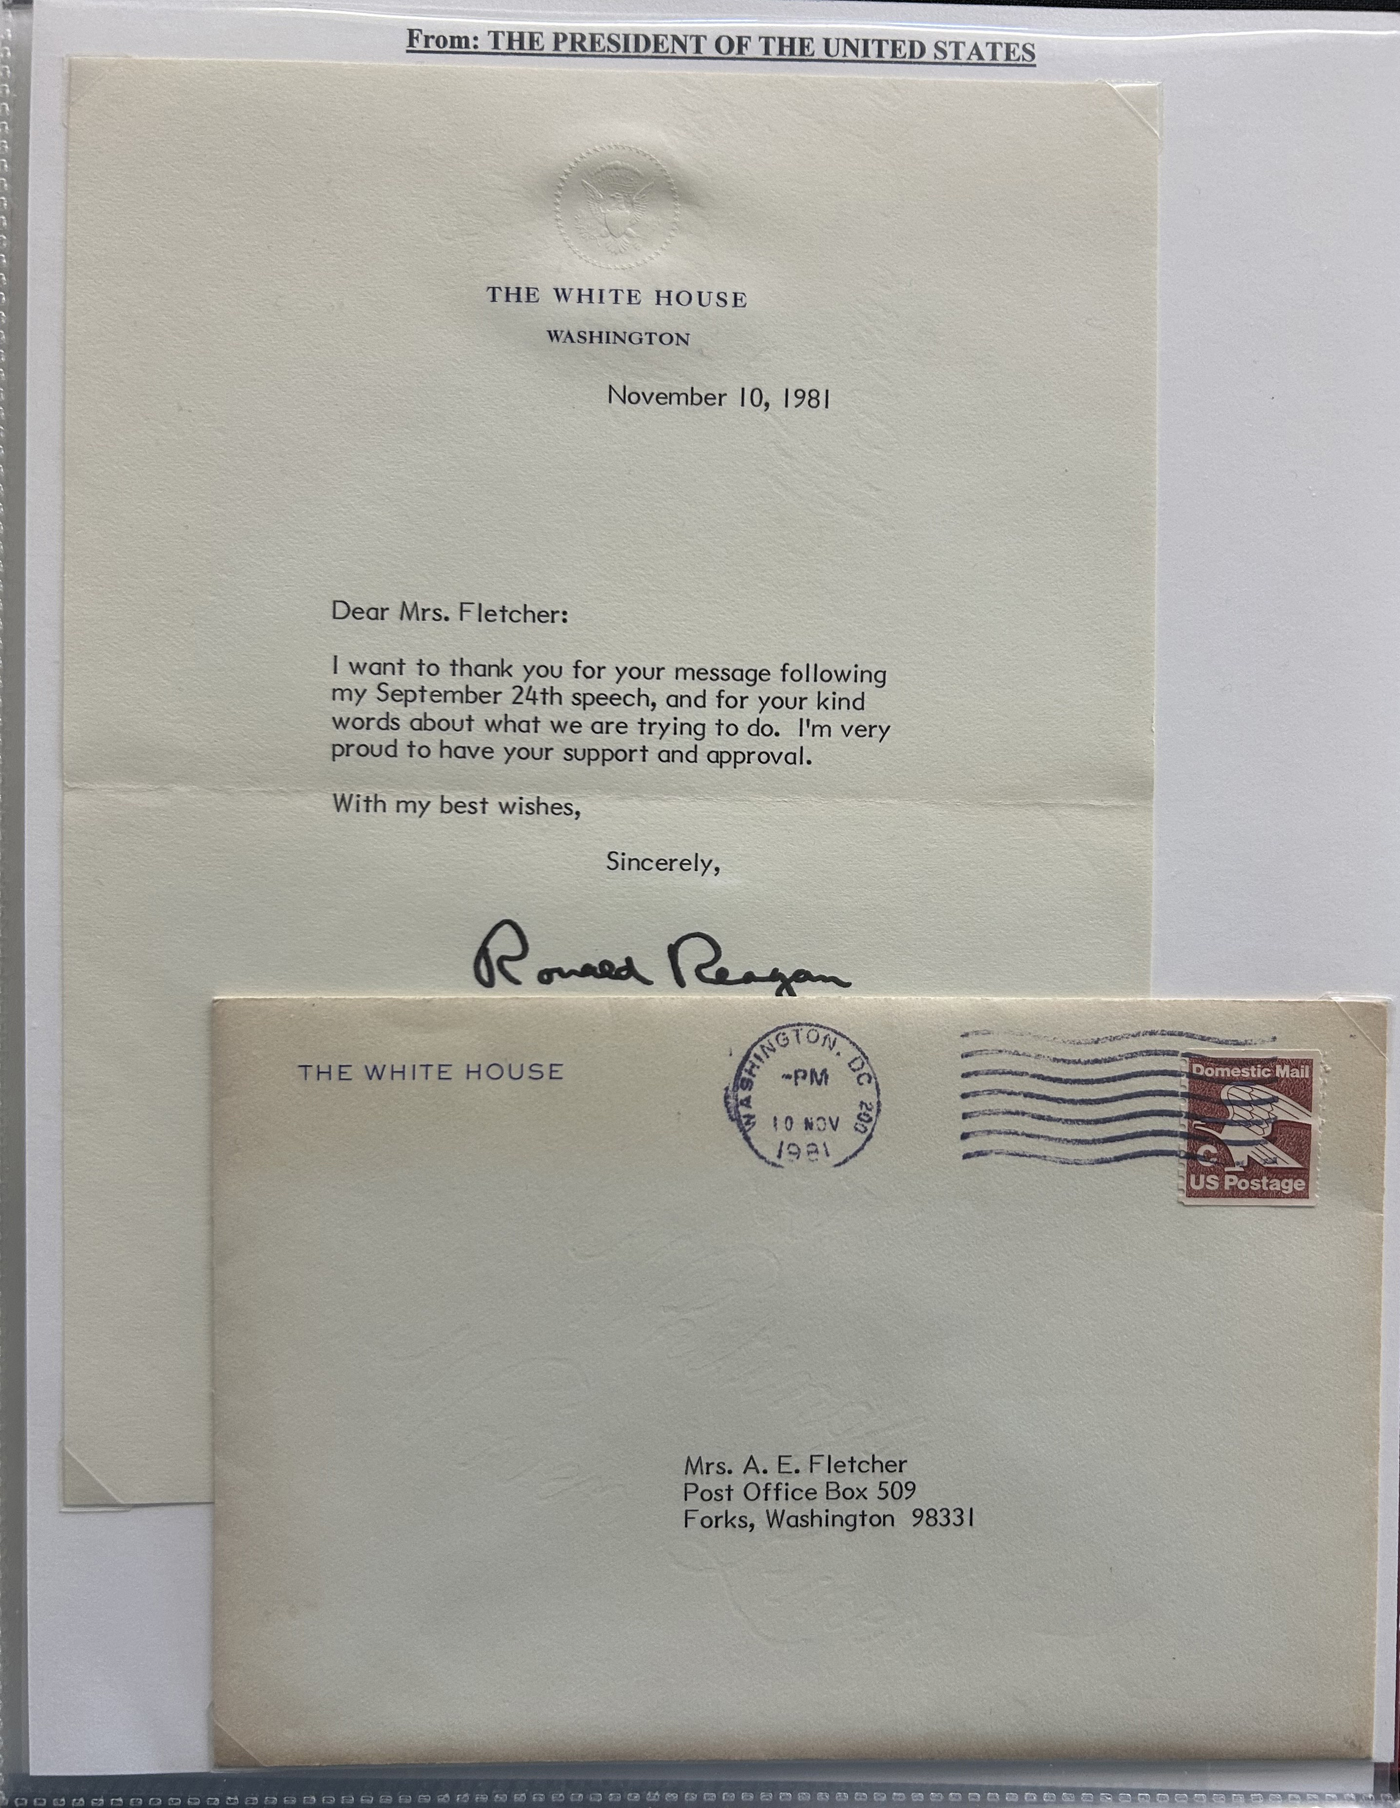 From: THE PRESIDENT OF THE UNITED STATES
THE WHITE HOUSE
WASHINGTON
November 10, 1981
Dear Mrs. Fletcher:
I want to thank you for your message following
my September 24th speech, and for your kind
words about what we are trying to do. I'm very
proud to have your support and approval.
With my best wishes,
Sincerely,
Ronald Reagan
THE WHITE HOUSE
WASHINGTON, DC 200
PM
10 NOV
1981
Domestic Mail
C
US Postage
Mrs. A. E. Fletcher
Post Office Box 509
Forks, Washington 98331